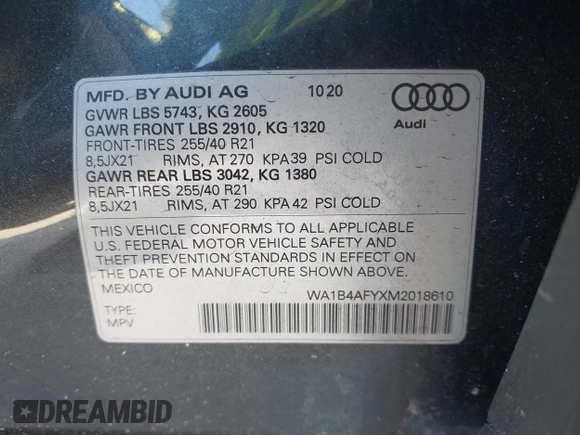 MFD. BY AUDI AG 10 20
GVWR LBS 5743, KG 2605
GAWR FRONT LBS 2910, KG 1320
FRONT-TIRES 255/40 R21
8,5JX21 RIMS, AT 270 KPA 39 PSI COLD
GAWR REAR LBS 3042, KG 1380
REAR-TIRES 255/40 R21
8,5JX21 RIMS, AT 290 KPA 42 PSI COLD
Audi
THIS VEHICLE CONFORMS TO ALL APPLICABLE
U.S. FEDERAL MOTOR VEHICLE SAFETY AND
THEFT PREVENTION STANDARDS IN EFFECT ON
THE DATE OF MANUFACTURE SHOWN ABOVE.
MEXICO
WA1B4AFYXM2018610
TYPE:
MPV
DREAMBID